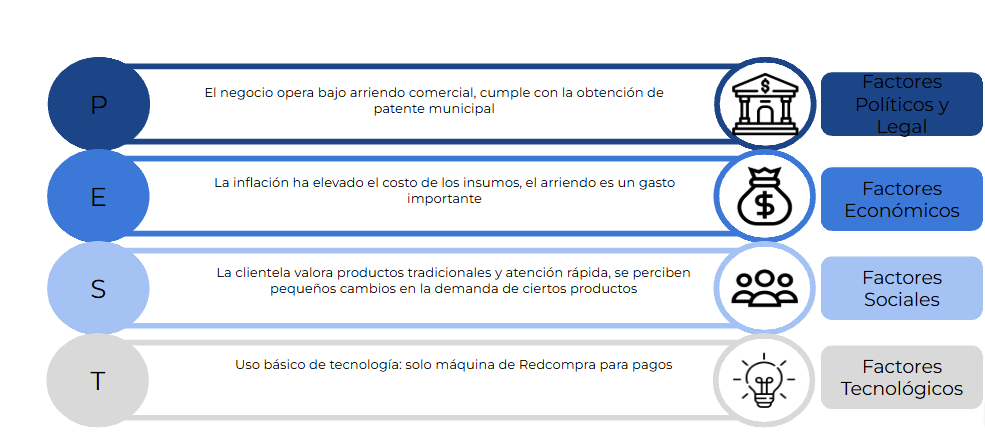 P
El negocio opera bajo arriendo comercial, cumple con la obtención de
patente municipal
$
Factores
Políticos y
Legal
E
La inflación ha elevado el costo de los insumos, el arriendo es un gasto
importante
$
Factores
Económicos
S
La clientela valora productos tradicionales y atención rápida, se perciben
pequeños cambios en la demanda de ciertos productos
Factores
Sociales
T
Uso básico de tecnología: solo máquina de Redcompra para pagos
Factores
Tecnológicos